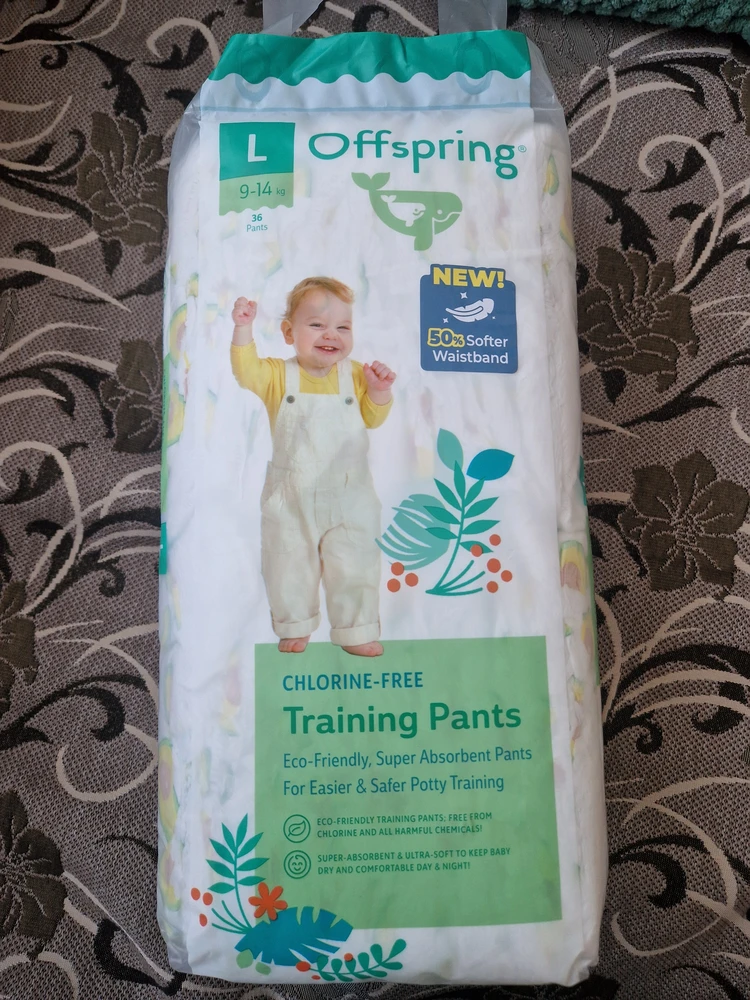 L
9-14 kg
36
Pants
Offspring®
NEW!
50% Softer
Waistband
CHLORINE-FREE
Training Pants
Eco-Friendly, Super Absorbent Pants
For Easier & Safer Potty Training
ECO-FRIENDLY TRAINING PANTS; FREE FROM
CHLORINE AND ALL HARMFUL CHEMICALS!
SUPER-ABSORBENT & ULTRA-SOFT TO KEEP BABY
DRY AND COMFORTABLE DAY & NIGHT!